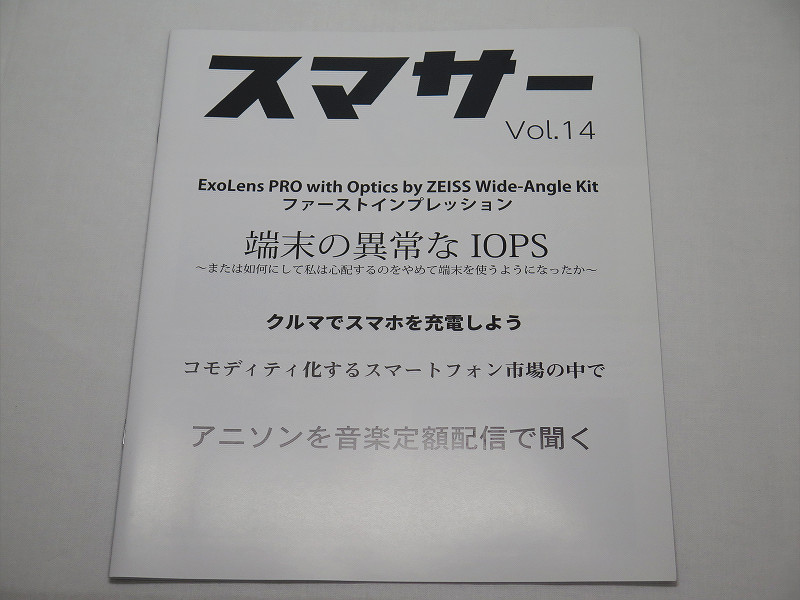 スマサー
Vol.14
ExoLens PRO with Optics by ZEISS Wide-Angle Kit
ファーストインプレッション
端末の異常な IOPS
～または如何にして私は心配するのをやめて端末を使うようになったか～
クルマでスマホを充電しよう
コモディティ化するスマートフォン市場の中で
アニソンを音楽定額配信で聞く